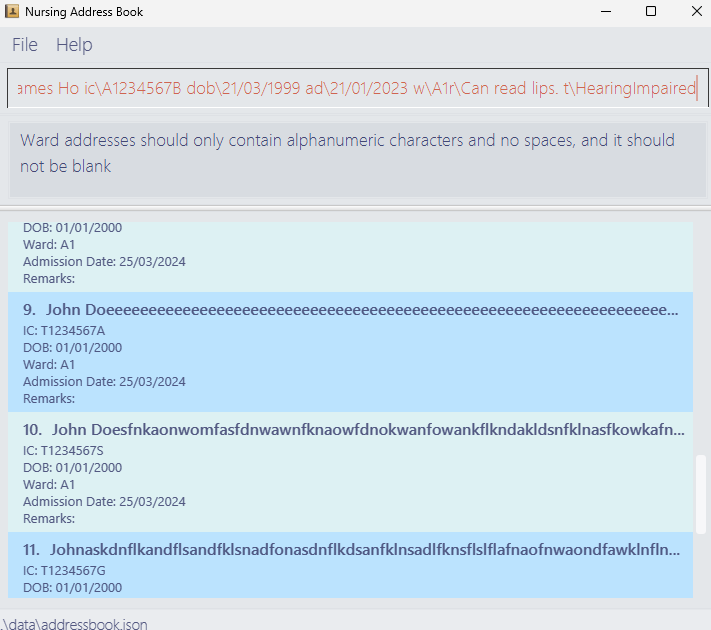 Nursing Address Book
File Help
ames Ho ic\A1234567B dob\21/03/1999 ad\21/01/2023 w\A1r\Can read lips. t\HearingImpaired
Ward addresses should only contain alphanumeric characters and no spaces, and it should
not be blank
DOB: 01/01/2000
Ward: A1
Admission Date: 25/03/2024
Remarks:
9. John Doeeeeeeeeeeeeeeeeeeeeeeeeeeeeeeeeeeeeeeeeeeeeeeeeeeeeeeeeeeeeeeeeee...
IC: T1234567A
DOB: 01/01/2000
Ward: A1
Admission Date: 25/03/2024
Remarks:
10. John Doesfnkaonwomfasfdnwawnfknaowfdnokwanfowankflkndakldsnfklnasfkowkafn...
IC: T1234567S
DOB: 01/01/2000
Ward: A1
Admission Date: 25/03/2024
Remarks:
11. Johnaskdnflkandflsandfklsnadfonasdnflkdsanfklnsadlfknsflslflafnaofnwaondfawklnfln...
IC: T1234567G
DOB: 01/01/2000
.\data\addressbook.json